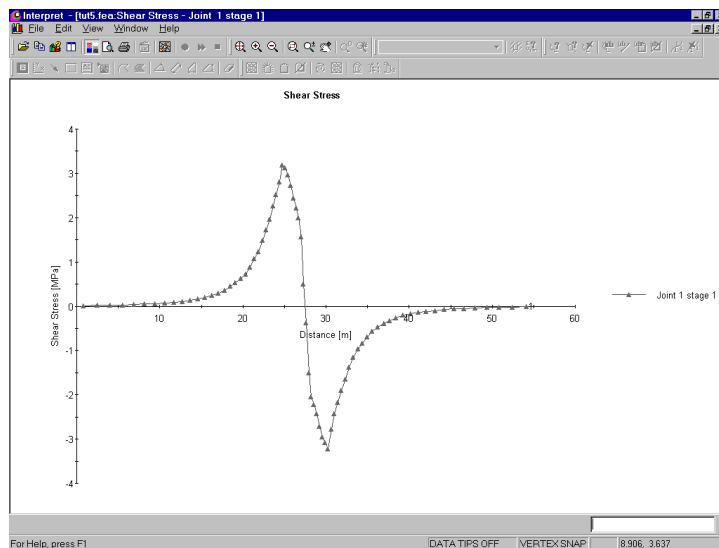 Interpret - [tut5.fea:Shear Stress - Joint 1 stage 1]
File Edit View Window Help
Shear Stress
4
3
2
1
0
-1
-2
-3
-4
Shear Stress [MPa]
10
20
30
40
50
60
Distance [m]
1
Joint 1 stage 1
For Help, press F1
DATA TIPS OFF
VERTEX SNAP
8.906, 3.637